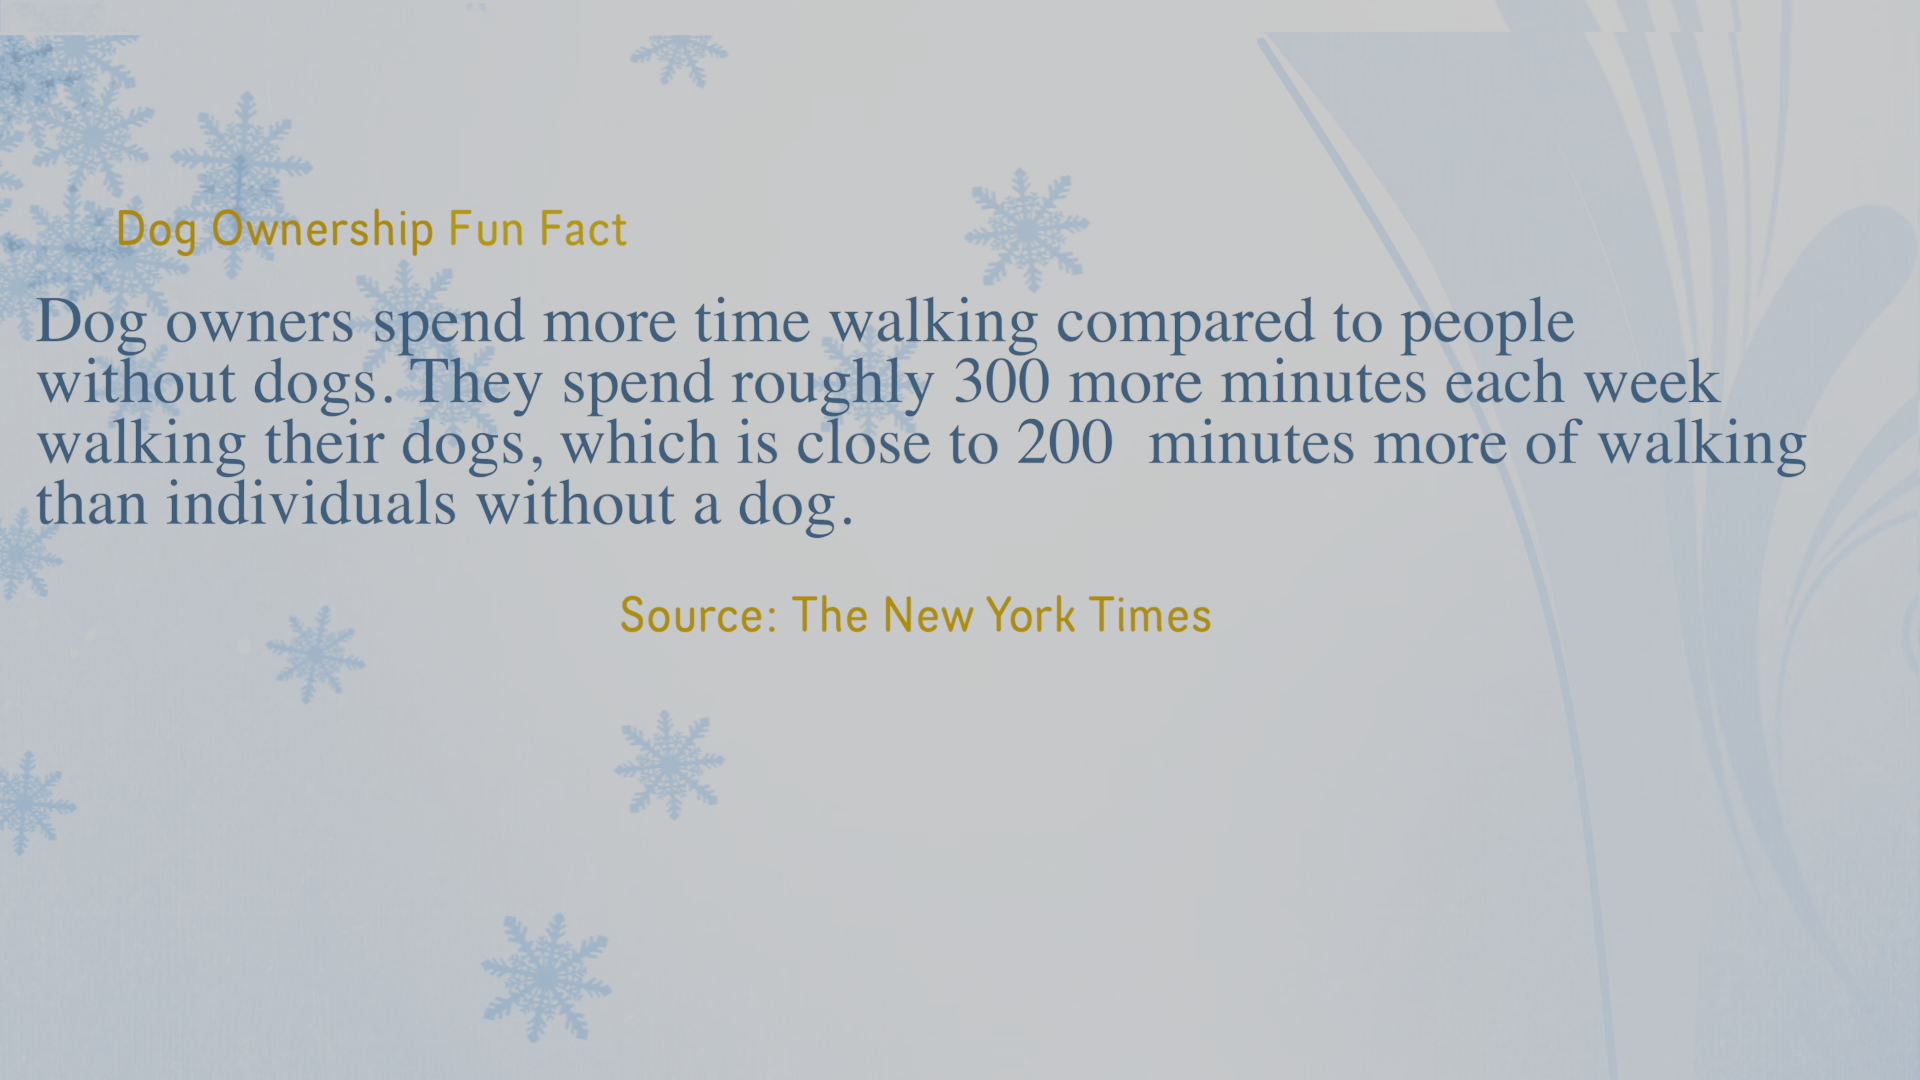 Dog Ownership Fun Fact
Dog owners spend more time walking compared to people
without dogs. They spend roughly 300 more minutes each week
walking their dogs, which is close to 200  minutes more of walking
than individuals without a dog.
Source: The New York Times